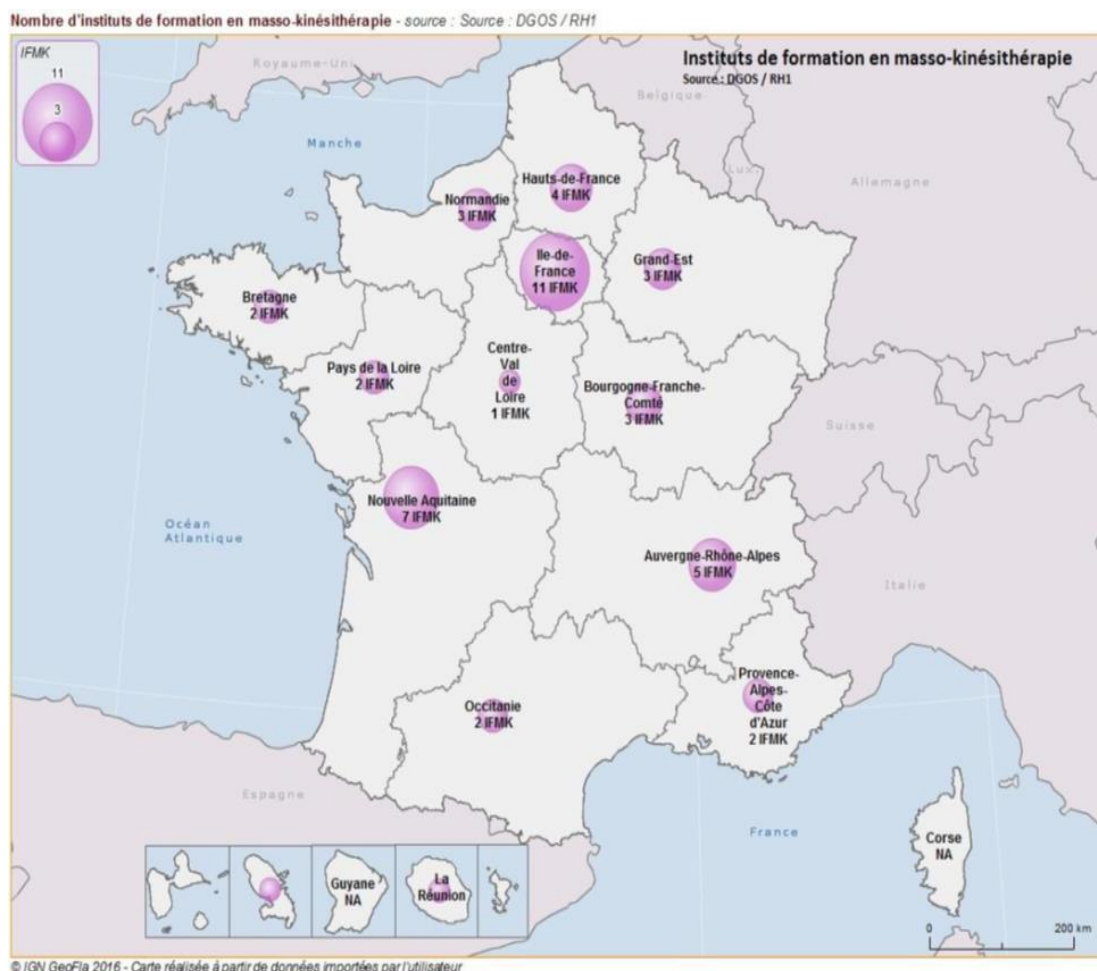 Nombre d'instituts de formation en masso-kinésithérapie - source : Source : DGOS / RH1
IFMK
11
3
Instituts de formation en masso-kinésithérapie
Source : DGOS / RH1
Royaume-Uni
Belgique
Manche
Lux.
Allemagne
Hauts-de-France
4 IFMK
Normandie
3 IFMK
Ile-de-
France
11 IFMK
Grand-Est
3 IFMK
Bretagne
2 IFMK
Pays de la Loire
2 IFMK
Centre-
Val
de
Loire
1 IFMK
Bourgogne-Franche-
Comté
3 IFMK
Suisse
Nouvelle Aquitaine
7 IFMK
Océan
Atlantique
Auvergne-Rhône-Alpes
5 IFMK
Italie
Provence-
Alpes-
Côte
d'Azur
2 IFMK
Occitanie
2 IFMK
Espagne
France
Corse
NA
Guyane
NA
La
Réunion
0
200 km
© IGN GeoFla 2016 - Carte réalisée à partir de données importées par l'utilisateur